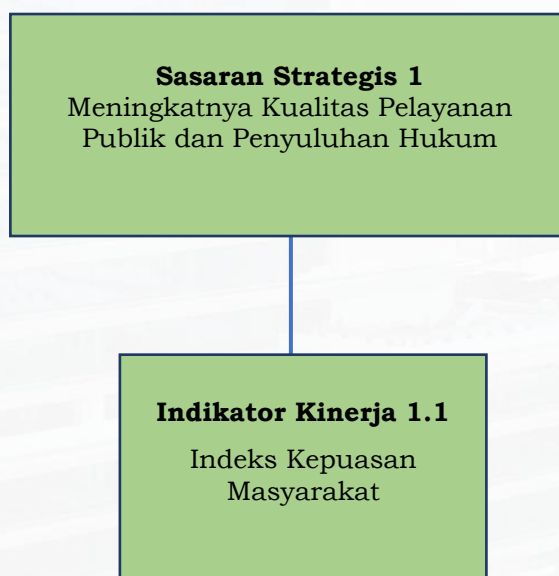 Sasaran Strategis 1
Meningkatnya Kualitas Pelayanan
Publik dan Penyuluhan Hukum
Indikator Kinerja 1.1
Indeks Kepuasan
Masyarakat